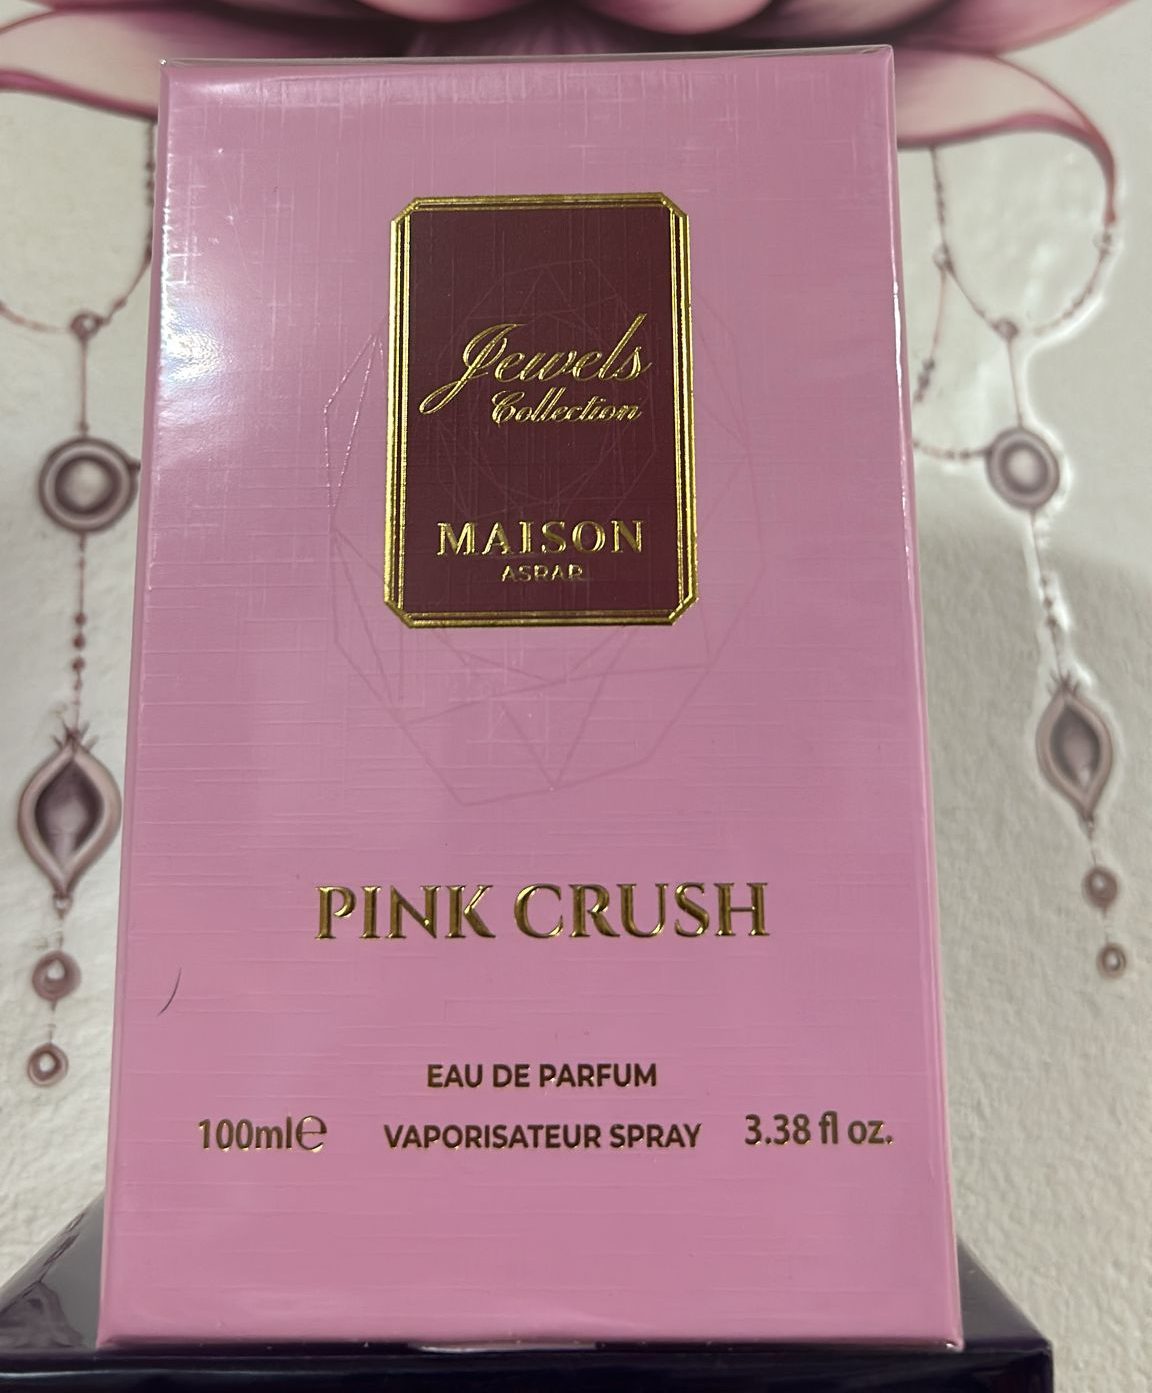 Jewels
Collection
MAISON
ASRAR
PINK CRUSH
EAU DE PARFUM
100ml℮ VAPORISATEUR SPRAY 3.38 fl oz.